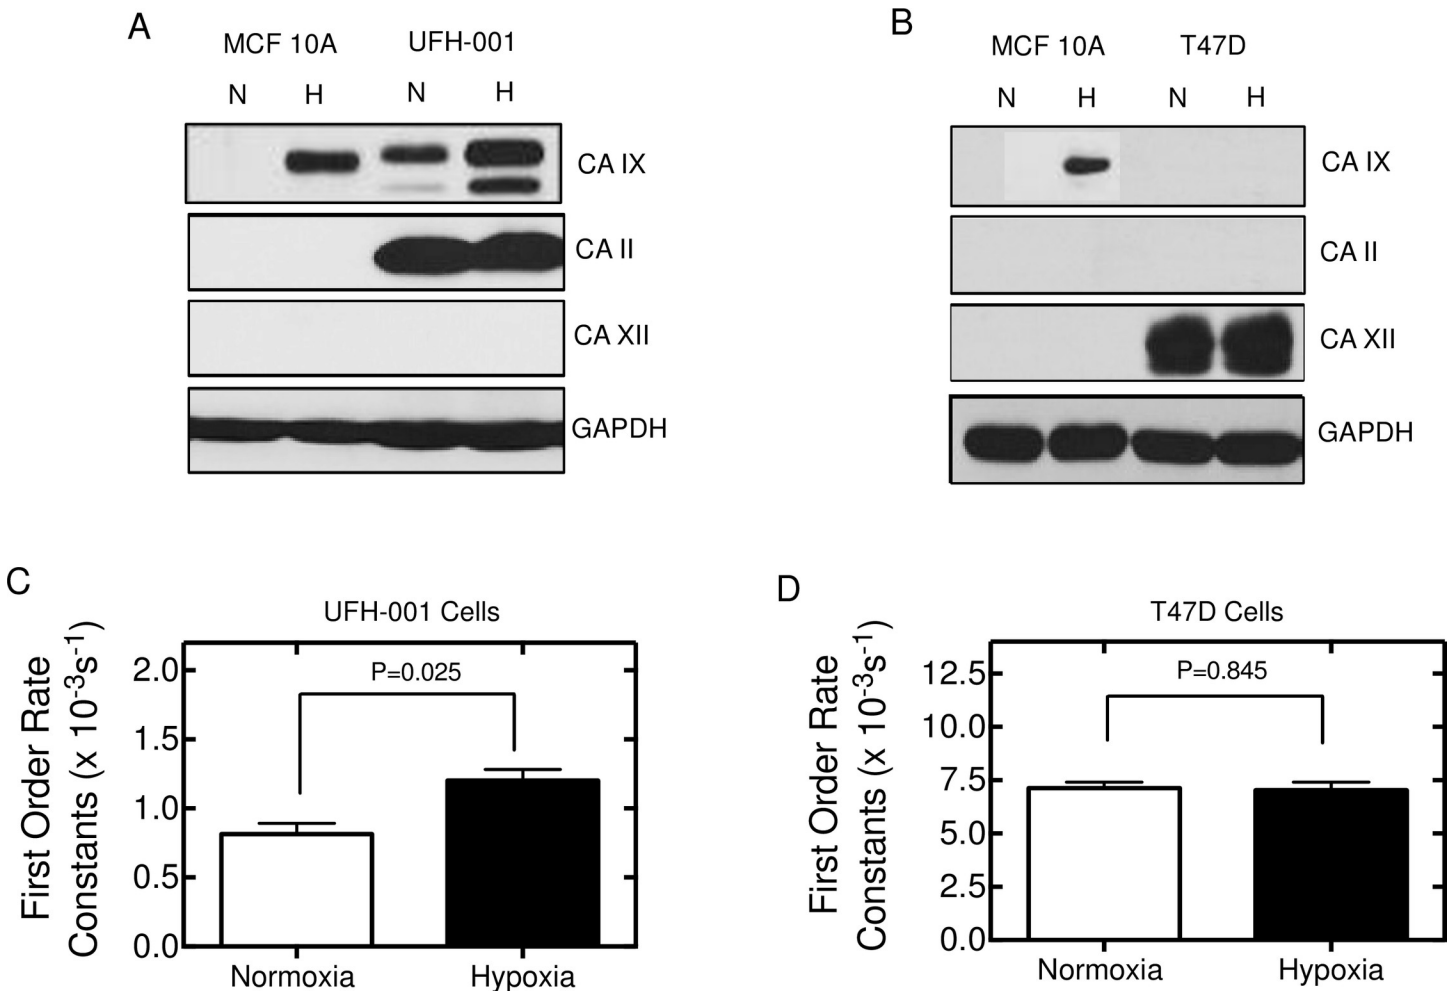 A
MCF 10A UFH-001
N H N H
CA IX
CA II
CA XII
GAPDH
B
MCF 10A T47D
N H N H
CA IX
CA II
CA XII
GAPDH
C
UFH-001 Cells
First Order Rate
Constants (x 10⁻³s⁻¹)
2.0
1.5
1.0
0.5
0.0
P=0.025
Normoxia Hypoxia
D
T47D Cells
First Order Rate
Constants (x 10⁻³s⁻¹)
12.5
10.0
7.5
5.0
2.5
0.0
P=0.845
Normoxia Hypoxia